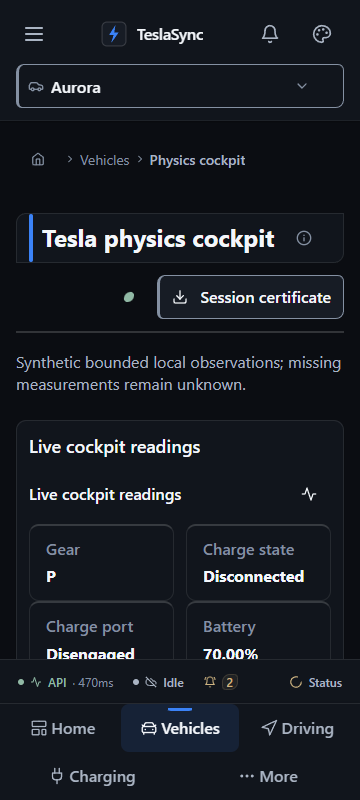 TeslaSync
Aurora
Vehicles
Physics cockpit
Tesla physics cockpit
Session certificate
Synthetic bounded local observations; missing
measurements remain unknown.
Live cockpit readings
Live cockpit readings
Gear
Charge state
P
Disconnected
Charge port
Battery
Disengaged
70.00%
API · 470ms
Idle
2
Status
Home
Vehicles
Driving
Charging
More